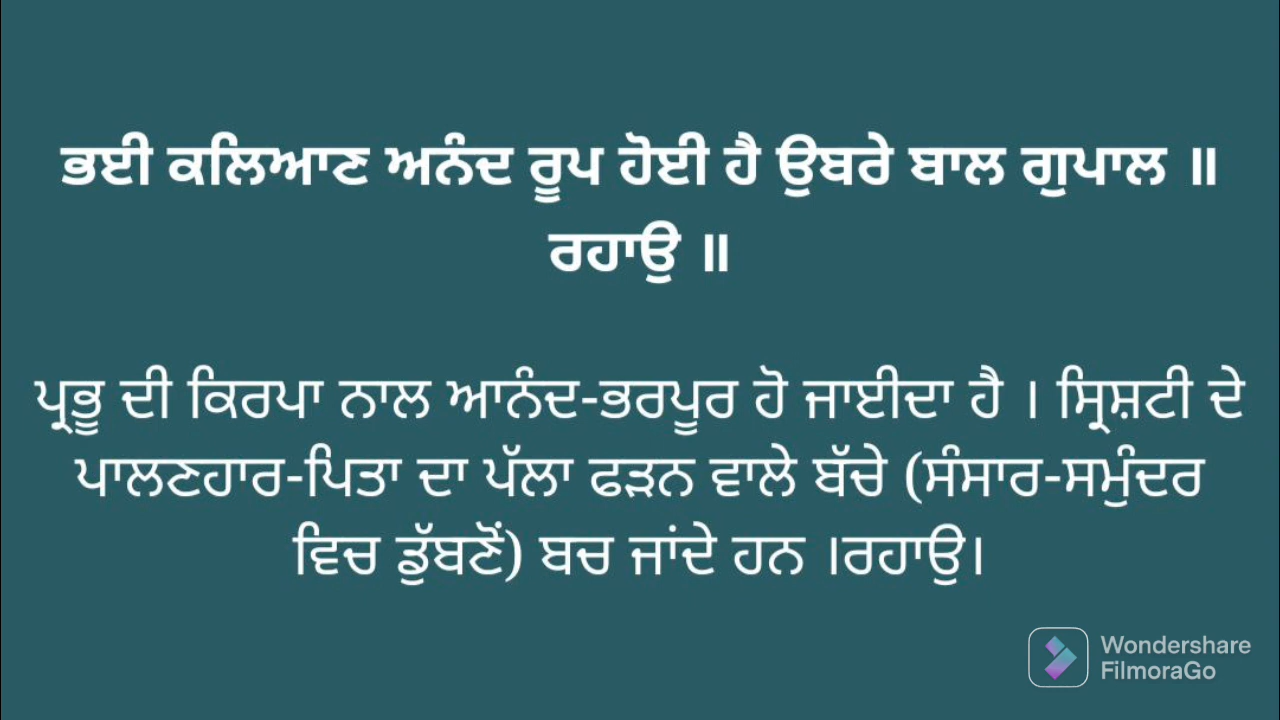 ਭਈ ਕਲਿਆਣ ਅਨੰਦ ਰੂਪ ਹੋਈ ਹੈ ਉਬਰੇ ਬਾਲ ਗੁਪਾਲ ॥
ਰਹਾਉ ॥
ਪ੍ਰਭੂ ਦੀ ਕਿਰਪਾ ਨਾਲ ਆਨੰਦ-ਭਰਪੂਰ ਹੋ ਜਾਈਦਾ ਹੈ । ਸ੍ਰਿਸ਼ਟੀ ਦੇ
ਪਾਲਣਹਾਰ-ਪਿਤਾ ਦਾ ਪੱਲਾ ਫੜਨ ਵਾਲੇ ਬੱਚੇ (ਸੰਸਾਰ-ਸਮੁੰਦਰ
ਵਿਚ ਡੁੱਬਣੋਂ) ਬਚ ਜਾਂਦੇ ਹਨ ।ਰਹਾਉ।
Wondershare
FilmoraGo